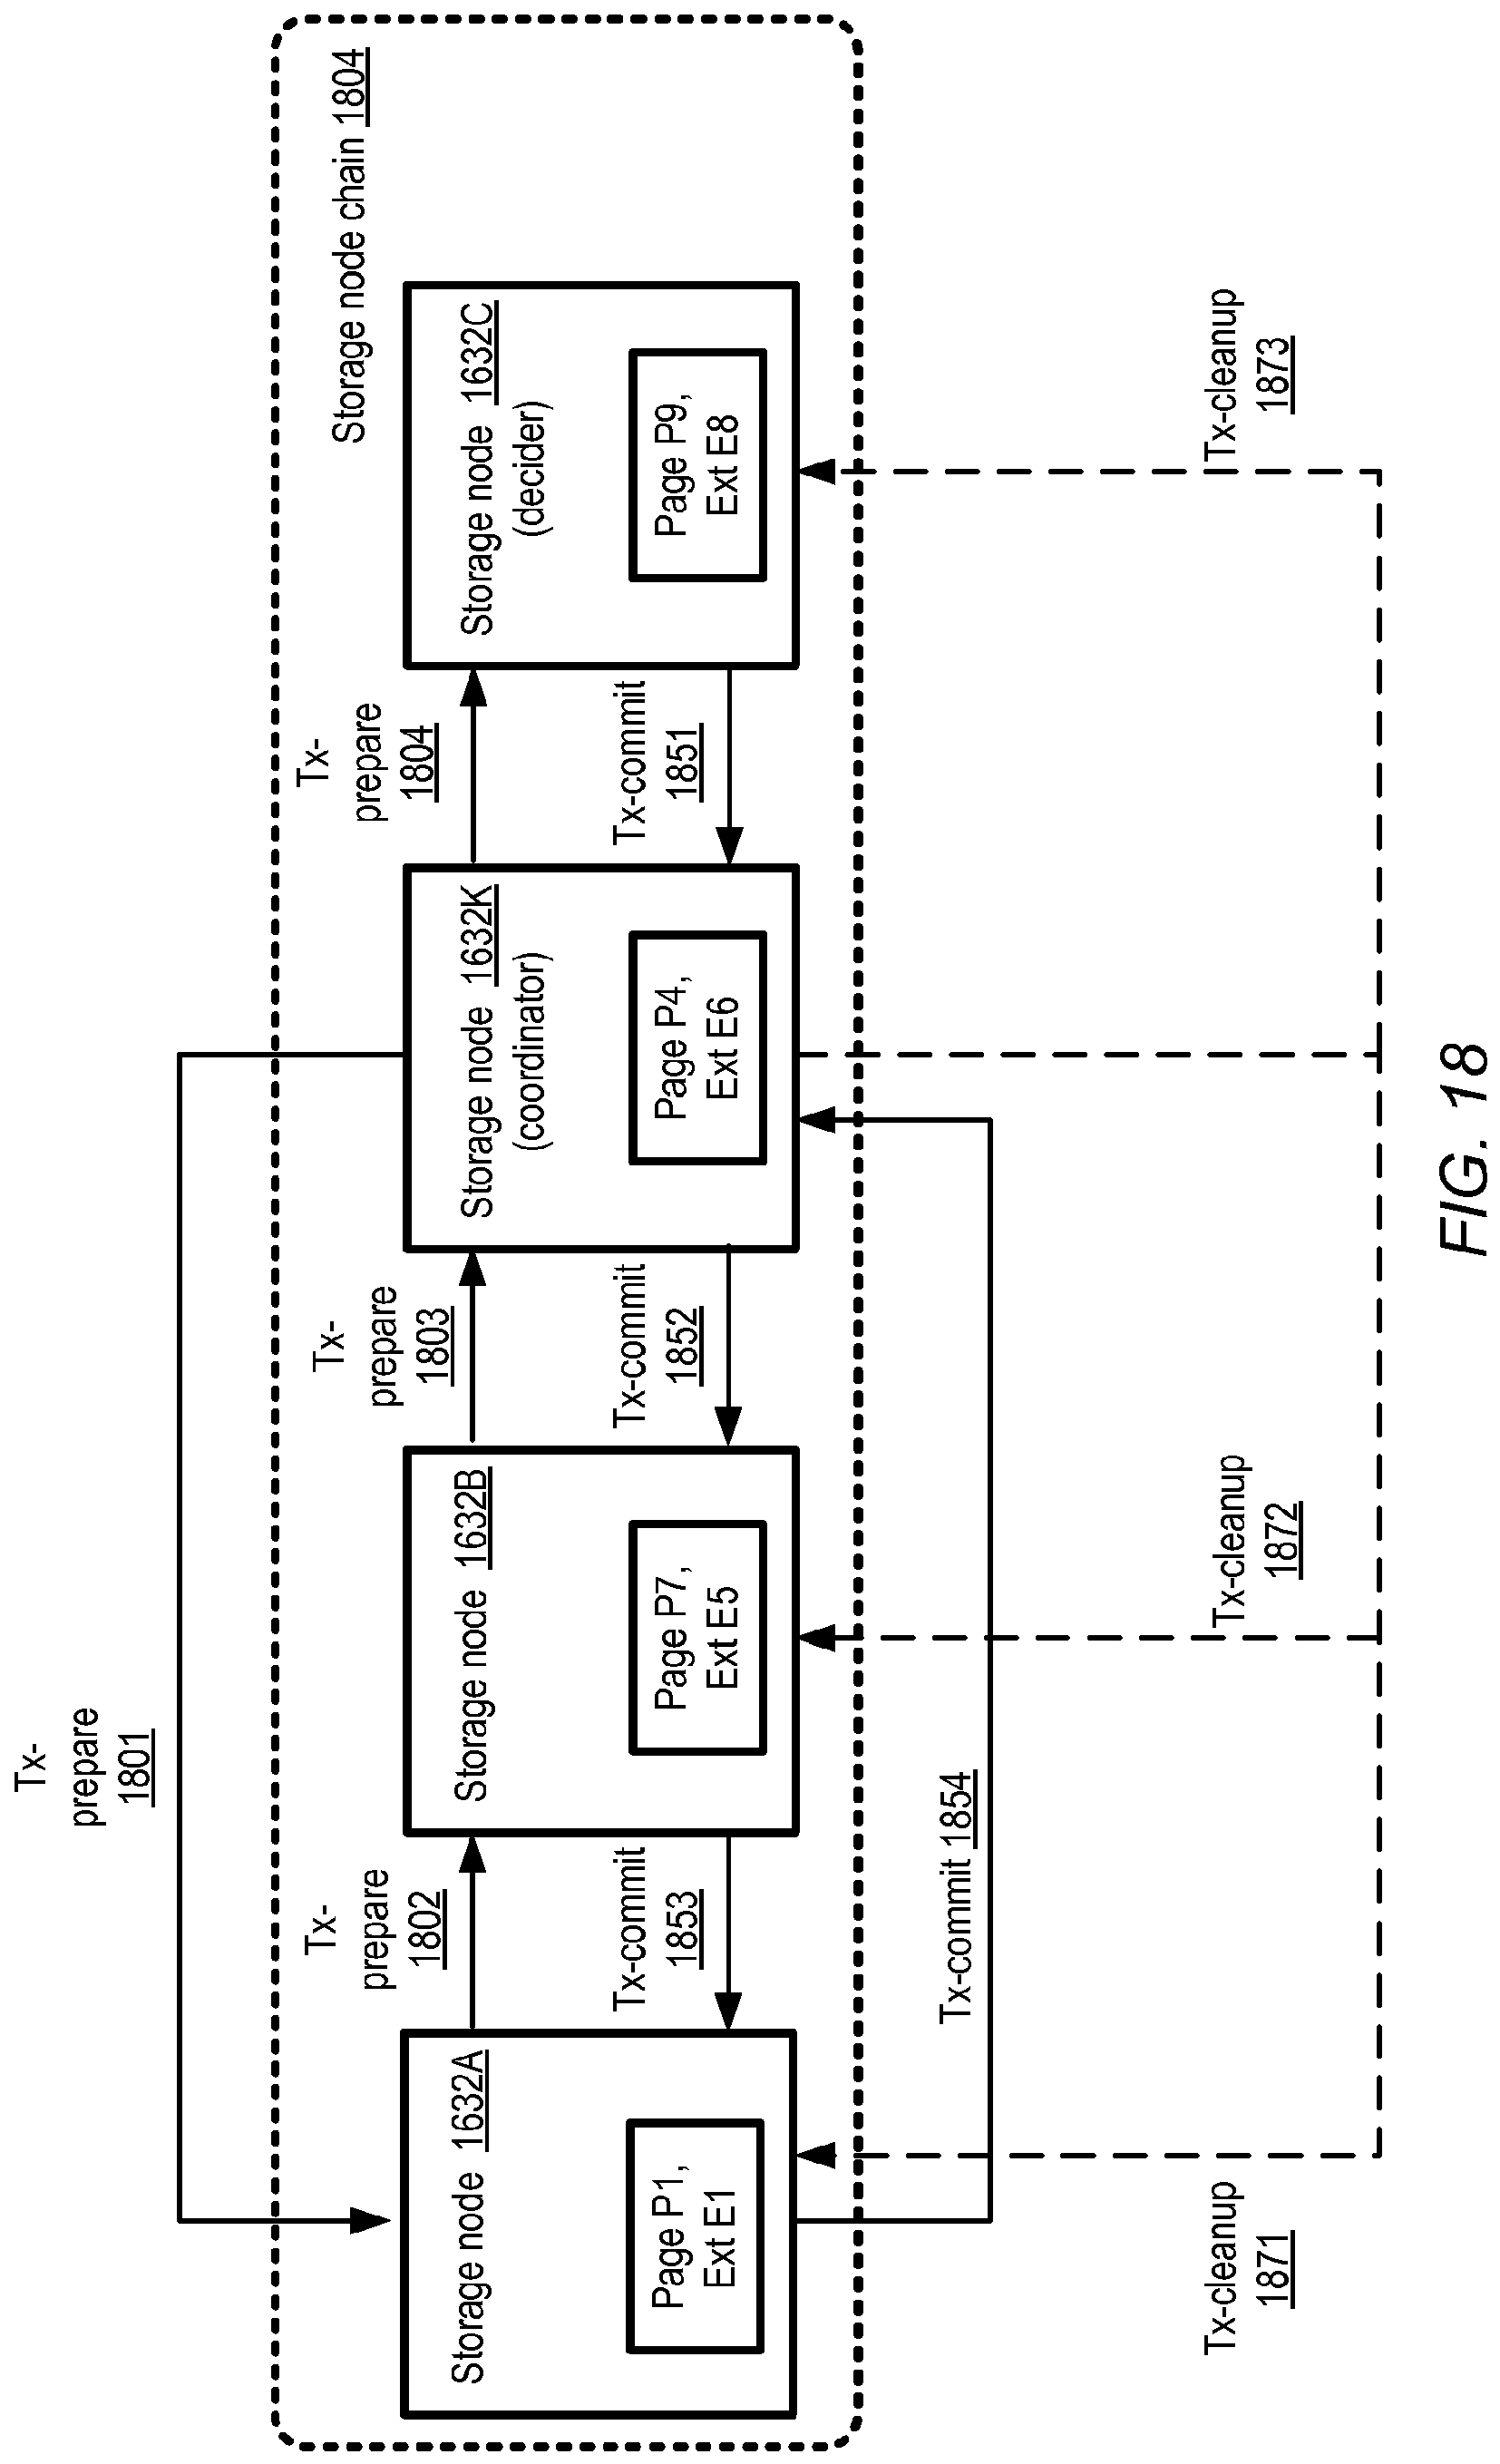 Tx-
prepare
1801
Storage node chain 1804
Tx-
prepare
1802
Tx-
prepare
1803
Tx-
prepare
1804
Storage node 1632A
Page P1,
Ext E1
Storage node 1632B
Page P7,
Ext E5
Storage node 1632K
(coordinator)
Page P4,
Ext E6
Storage node 1632C
(decider)
Page P9,
Ext E8
Tx-commit
1853
Tx-commit
1852
Tx-commit
1851
Tx-commit 1854
Tx-cleanup
1871
Tx-cleanup
1872
Tx-cleanup
1873
FIG. 18